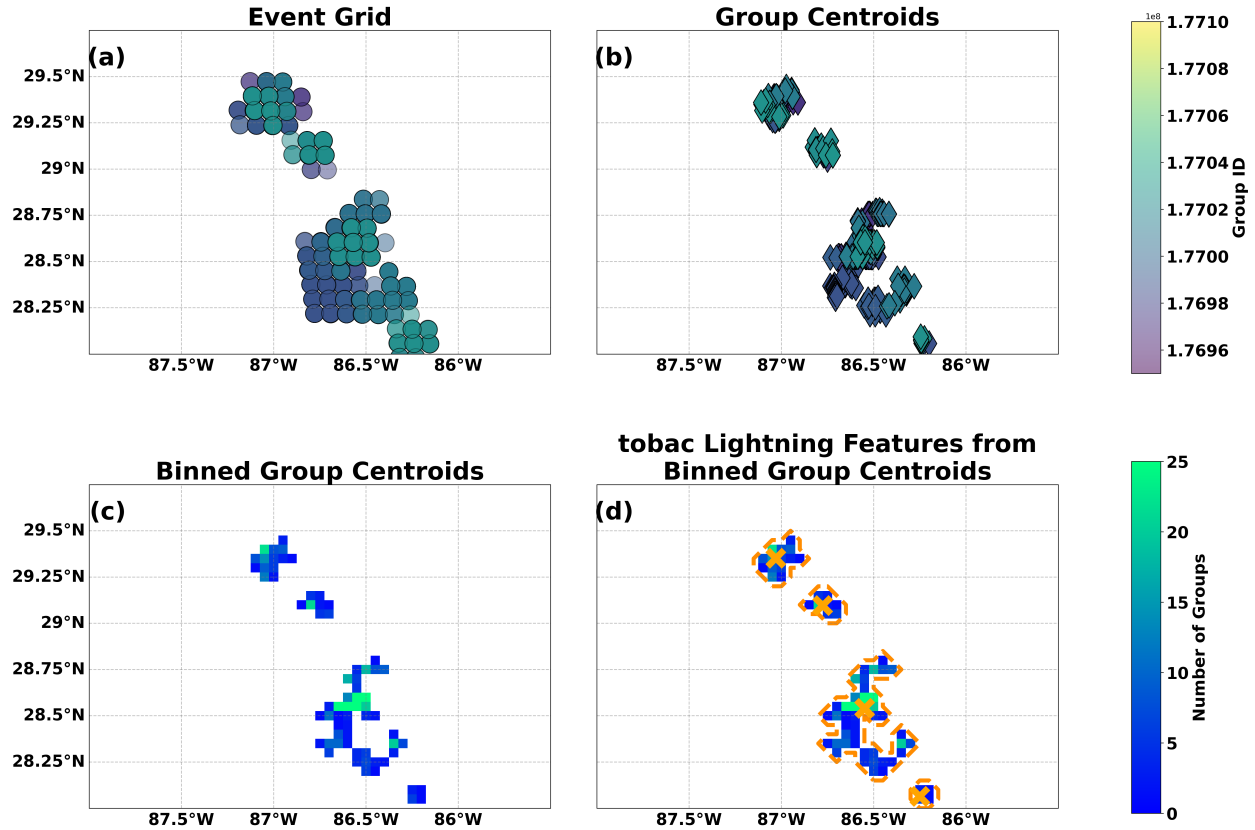 Event Grid
Group Centroids
(a)
29.5°N
29.25°N
29°N
28.75°N
28.5°N
28.25°N
87.5°W
87°W
86.5°W
86°W
(b)
87.5°W
87°W
86.5°W
86°W
1e8
1.7710
1.7708
1.7706
1.7704
1.7702
1.7700
1.7698
1.7696
Group ID
Binned Group Centroids
tobac Lightning Features from
Binned Group Centroids
(c)
29.5°N
29.25°N
29°N
28.75°N
28.5°N
28.25°N
87.5°W
87°W
86.5°W
86°W
(d)
87.5°W
87°W
86.5°W
86°W
25
20
15
10
5
0
Number of Groups